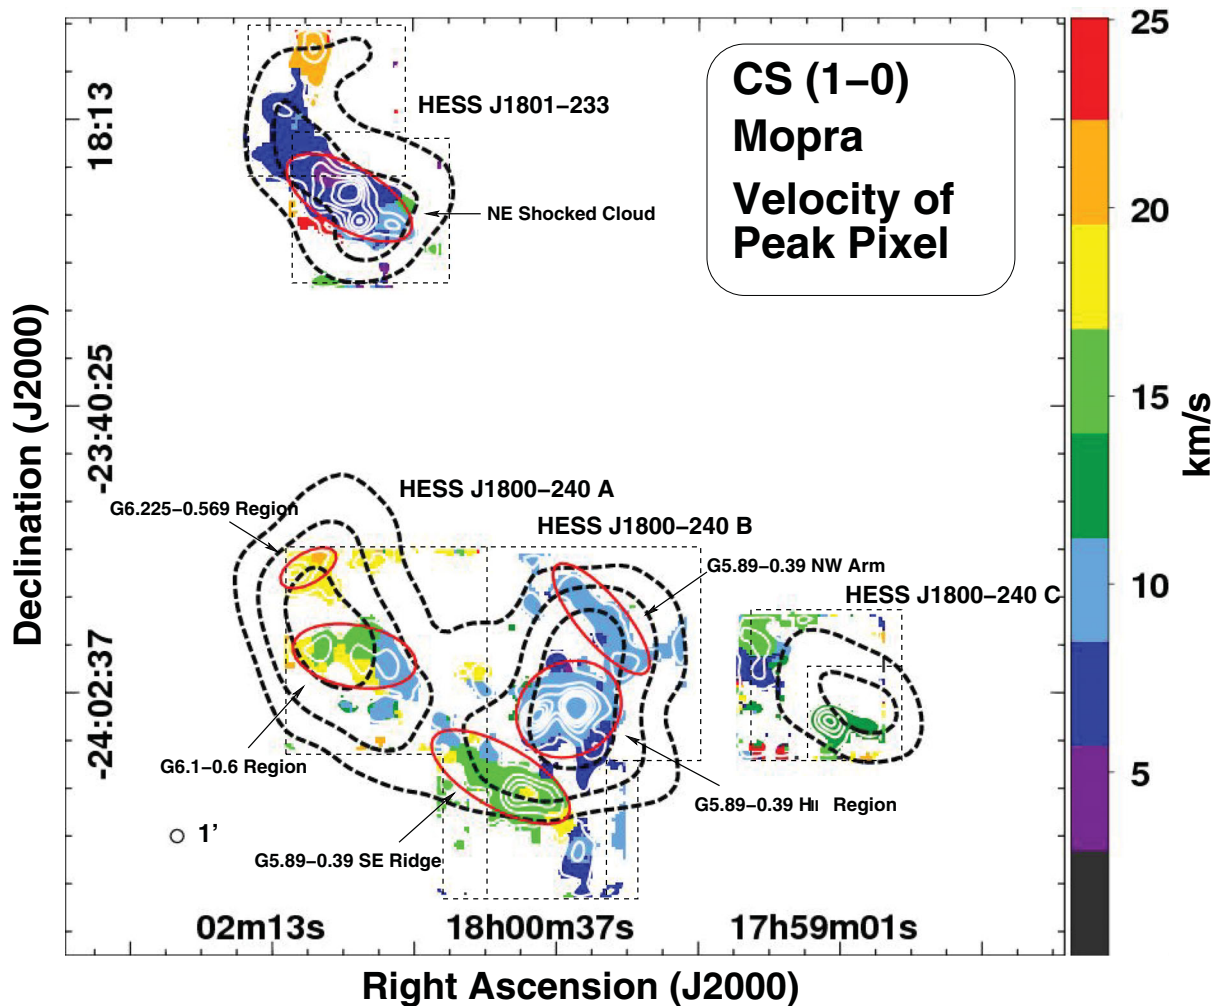 CS (1−0)
Mopra
Velocity of
Peak Pixel
HESS J1801−233
NE Shocked Cloud
HESS J1800−240 A
G6.225−0.569 Region
HESS J1800−240 B
G5.89−0.39 NW Arm
HESS J1800−240 C
G6.1−0.6 Region
G5.89−0.39 HII Region
G5.89−0.39 SE Ridge
1'
18:13
-23:40:25
-24:02:37
Declination (J2000)
02m13s
18h00m37s
17h59m01s
Right Ascension (J2000)
25
20
15
10
5
km/s